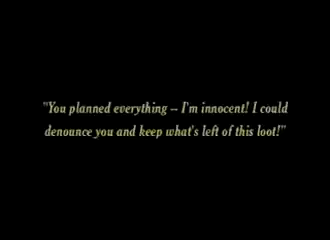 "You planned everything -- I'm innocent! I could
denounce you and keep what's left of this loot!"